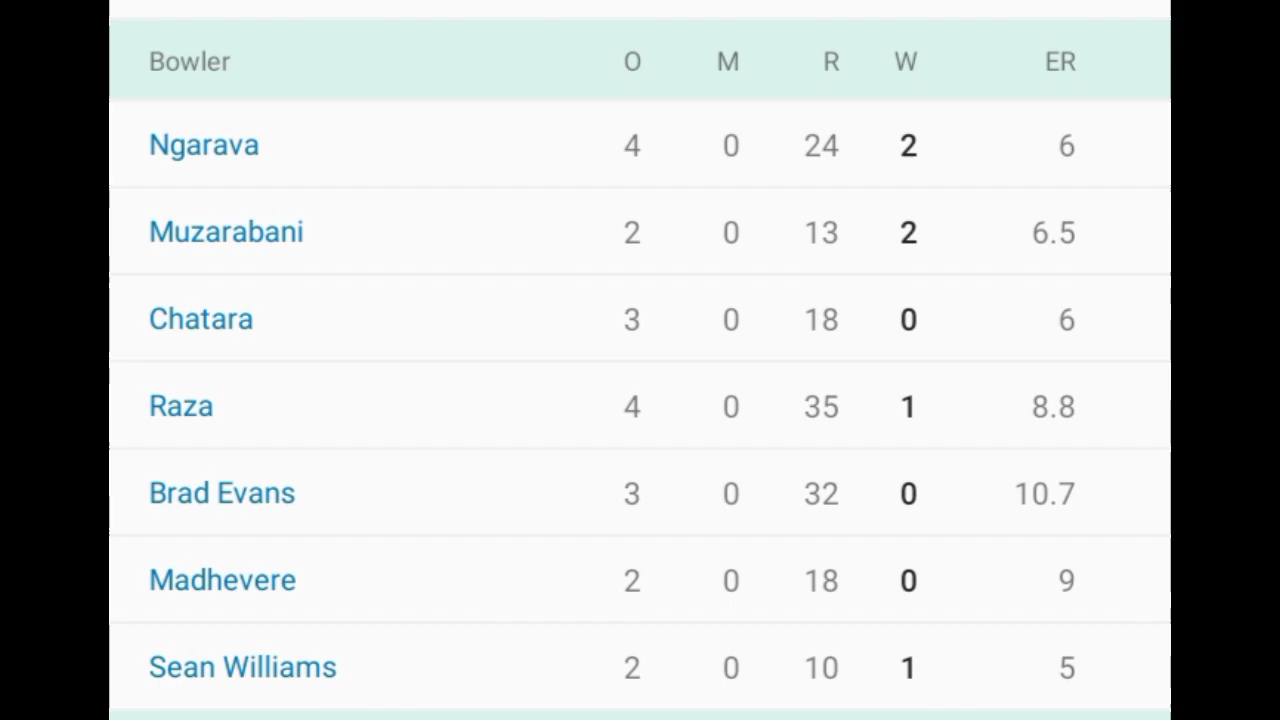 Bowler O M R W ER
Ngarava 4 0 24 2 6
Muzarabani 2 0 13 2 6.5
Chatara 3 0 18 0 6
Raza 4 0 35 1 8.8
Brad Evans 3 0 32 0 10.7
Madhevere 2 0 18 0 9
Sean Williams 2 0 10 1 5